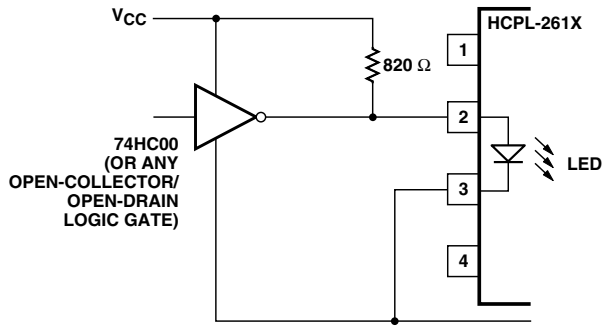 VCC
HCPL-261X
820 Ω
1
2
3
4
LED
74HC00
(OR ANY
OPEN-COLLECTOR/
OPEN-DRAIN
LOGIC GATE)